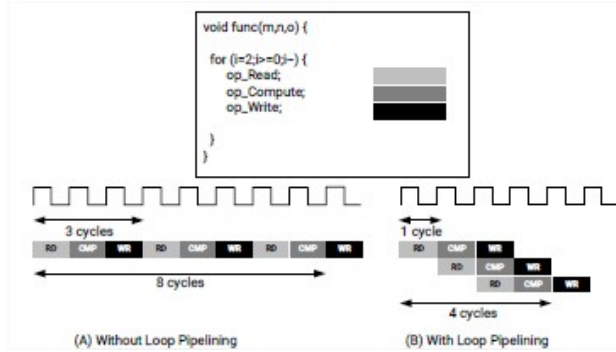 void func(m,n,o) {
for (i=2;i>=0;i–) {
op_Read;
op_Compute;
op_Write;
}
}
3 cycles
RD CMP WR RD CMP WR RD CMP WR
8 cycles
(A) Without Loop Pipelining
1 cycle
RD CMP WR
RD CMP WR
RD CMP WR
4 cycles
(B) With Loop Pipelining